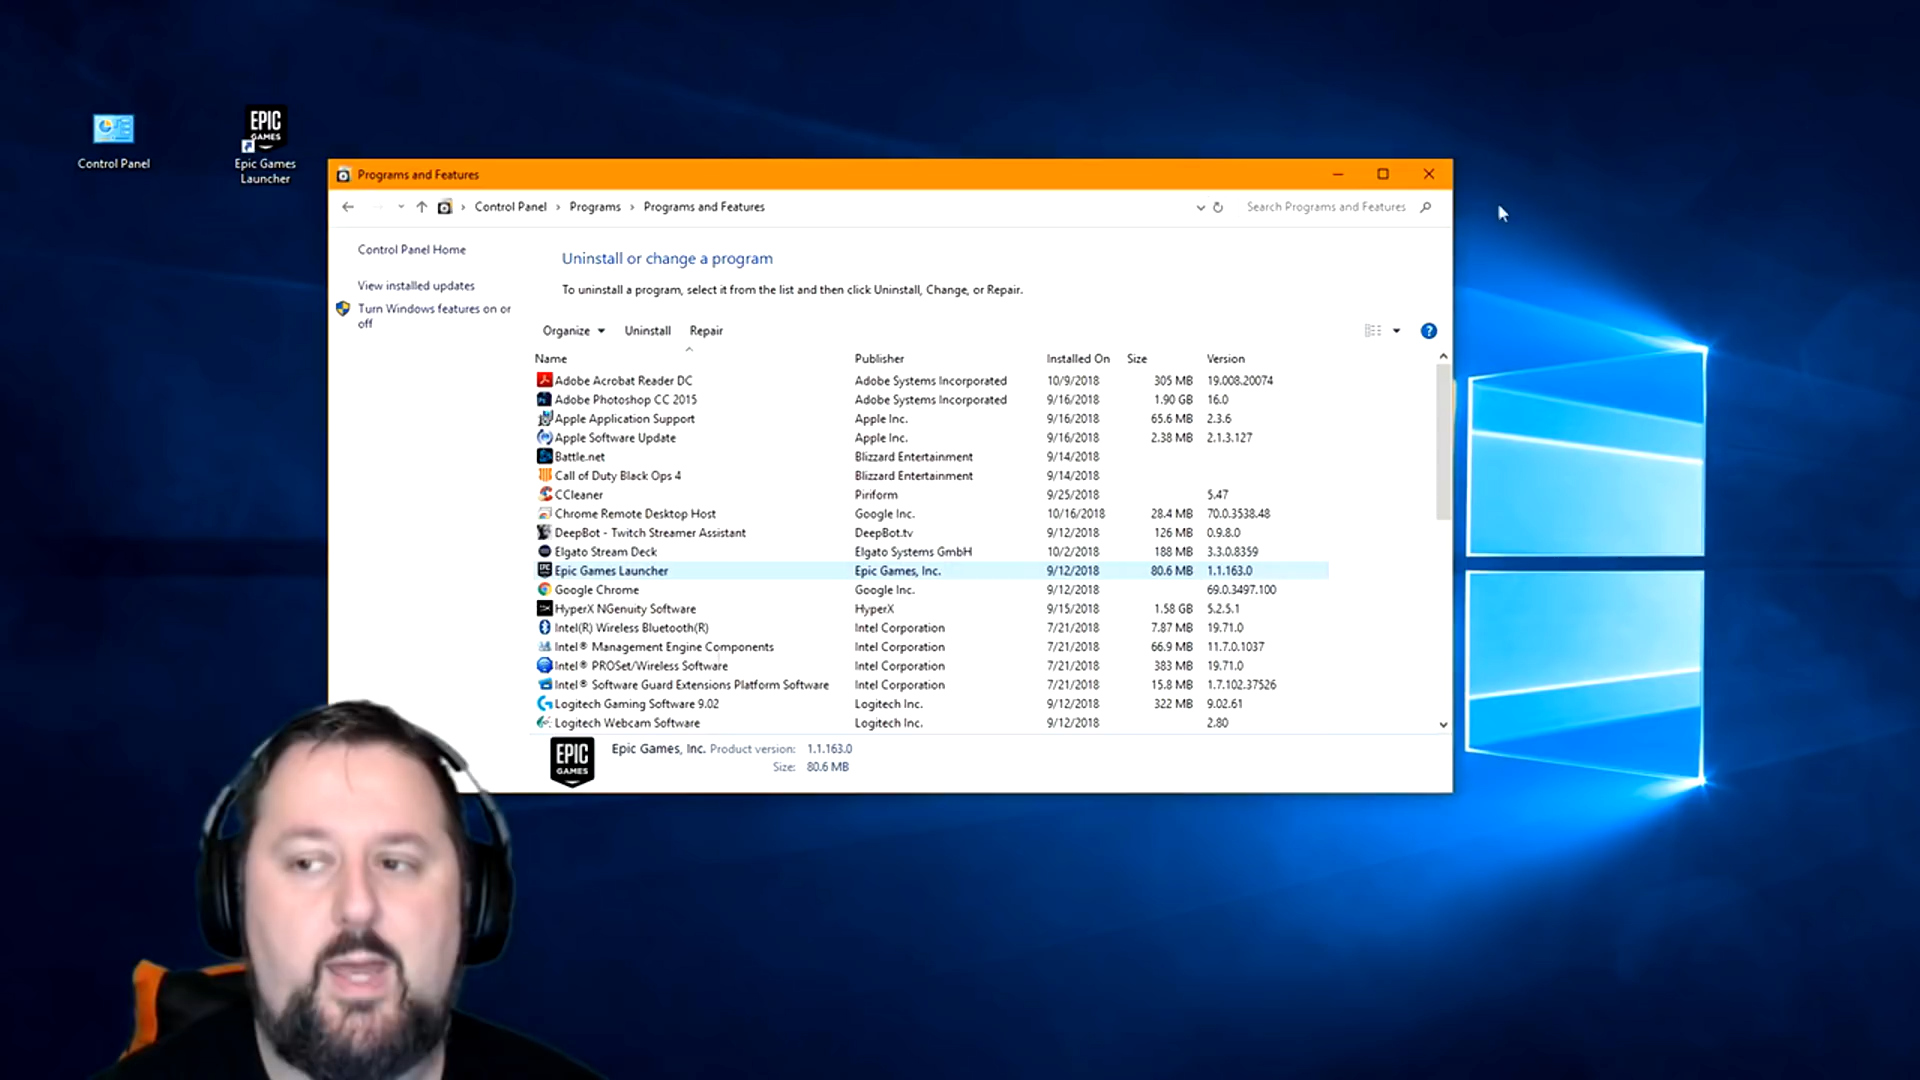 Control Panel
EPIC
GAMES
Epic Games
Launcher
Programs and Features
Control Panel > Programs > Programs and Features
Search Programs and Features
Control Panel Home
View installed updates
Turn Windows features on or
off
Uninstall or change a program
To uninstall a program, select it from the list and then click Uninstall, Change, or Repair.
Organize Uninstall Repair
?
Name Publisher Installed On Size Version
Adobe Acrobat Reader DC Adobe Systems Incorporated 10/9/2018 305 MB 19.008.20074
Adobe Photoshop CC 2015 Adobe Systems Incorporated 9/16/2018 1.90 GB 16.0
Apple Application Support Apple Inc. 9/16/2018 65.6 MB 2.3.6
Apple Software Update Apple Inc. 9/16/2018 2.38 MB 2.1.3.127
Battle.net Blizzard Entertainment 9/14/2018
Call of Duty Black Ops 4 Blizzard Entertainment 9/14/2018
CCleaner Piriform 9/25/2018 5.47
Chrome Remote Desktop Host Google Inc. 10/16/2018 28.4 MB 70.0.3538.48
DeepBot - Twitch Streamer Assistant DeepBot.tv 9/12/2018 126 MB 0.9.8.0
Elgato Stream Deck Elgato Systems GmbH 10/2/2018 188 MB 3.3.0.8359
Epic Games Launcher Epic Games, Inc. 9/12/2018 80.6 MB 1.1.163.0
Google Chrome Google Inc. 9/12/2018 69.0.3497.100
HyperX NGenuity Software HyperX 9/15/2018 1.58 GB 5.2.5.1
Intel(R) Wireless Bluetooth(R) Intel Corporation 7/21/2018 7.87 MB 19.71.0
Intel® Management Engine Components Intel Corporation 7/21/2018 66.9 MB 11.7.0.1037
Intel® PROSet/Wireless Software Intel Corporation 7/21/2018 383 MB 19.71.0
Intel® Software Guard Extensions Platform Software Intel Corporation 7/21/2018 15.8 MB 1.7.102.37526
Logitech Gaming Software 9.02 Logitech Inc. 9/12/2018 322 MB 9.02.61
Logitech Webcam Software Logitech Inc. 9/12/2018 2.80
EPIC
GAMES
Epic Games, Inc. Product version: 1.1.163.0
Size: 80.6 MB